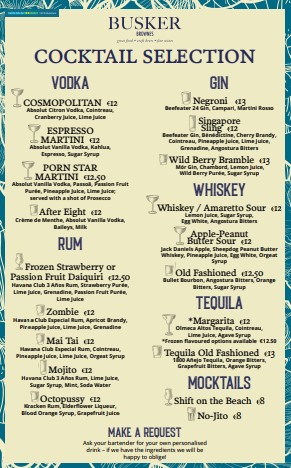 BUSKER
BROWNES
great food • craft beers • fine wines
COCKTAIL SELECTION
VODKA
COSMOPOLITAN €12
Absolut Citron Vodka, Cointreau,
Cranberry Juice, Lime Juice
ESPRESSO
MARTINI €12
Absolut Vanilla Vodka, Kahlua,
Espresso, Sugar Syrup
PORN STAR
MARTINI €12.50
Absolut Vanilla Vodka, Passoã, Passion Fruit
Purée, Pineapple Juice, Lime Juice;
served with a shot of Prosecco
After Eight €12
Crème de Menthe, Absolut Vanilla Vodka,
Baileys, Milk
RUM
Frozen Strawberry or
Passion Fruit Daiquiri €12.50
Havana Club 3 Años Rum, Strawberry Purée,
Lime Juice, Grenadine, Passion Fruit Purée,
Lime Juice
Zombie €12
Havana Club Especial Rum, Apricot Brandy,
Pineapple Juice, Lime Juice, Grenadine
Mai Tai €12
Havana Club Especial Rum, Cointreau,
Pineapple Juice, Lime Juice, Orgeat Syrup
Mojito €12
Havana Club 3 Años Rum, Lime Juice,
Sugar Syrup, Mint, Soda Water
Octopussy €12
Kracken Rum, Elderflower Liqueur,
Blood Orange Syrup, Grapefruit Juice
GIN
Negroni €13
Beefeater 24 Gin, Campari, Martini Rosso
Singapore
Sling €12
Beefeater Gin, Bénédictine, Cherry Brandy,
Cointreau, Pineapple Juice, Lime Juice,
Grenadine, Angostura Bitters
Wild Berry Bramble €13
Mór Gin, Chambord, Lemon Juice,
Wild Berry Purée, Sugar Syrup
WHISKEY
Whiskey / Amaretto Sour €12
Lemon Juice, Sugar Syrup,
Egg White, Angostura Bitters
Apple-Peanut
Butter Sour €12
Jack Daniels Apple, Sheepdog Peanut Butter
Whiskey, Pineapple Juice, Egg White, Orgeat
Syrup
Old Fashioned €12.50
Bulleit Bourbon, Angostura Bitters, Orange
Bitters, Sugar Syrup
TEQUILA
*Margarita €12
Olmeca Altos Tequila, Cointreau,
Lime Juice, Agave Syrup
*Frozen flavoured options available €12.50
Tequila Old Fashioned €13
1800 Añejo Tequila, Orange Bitters,
Grapefruit Bitters, Agave Syrup
MOCKTAILS
Shift on the Beach €8
No-Jito €8
MAKE A REQUEST
Ask your bartender for your own personalised
drink – if we have the ingredients we will be
happy to oblige!